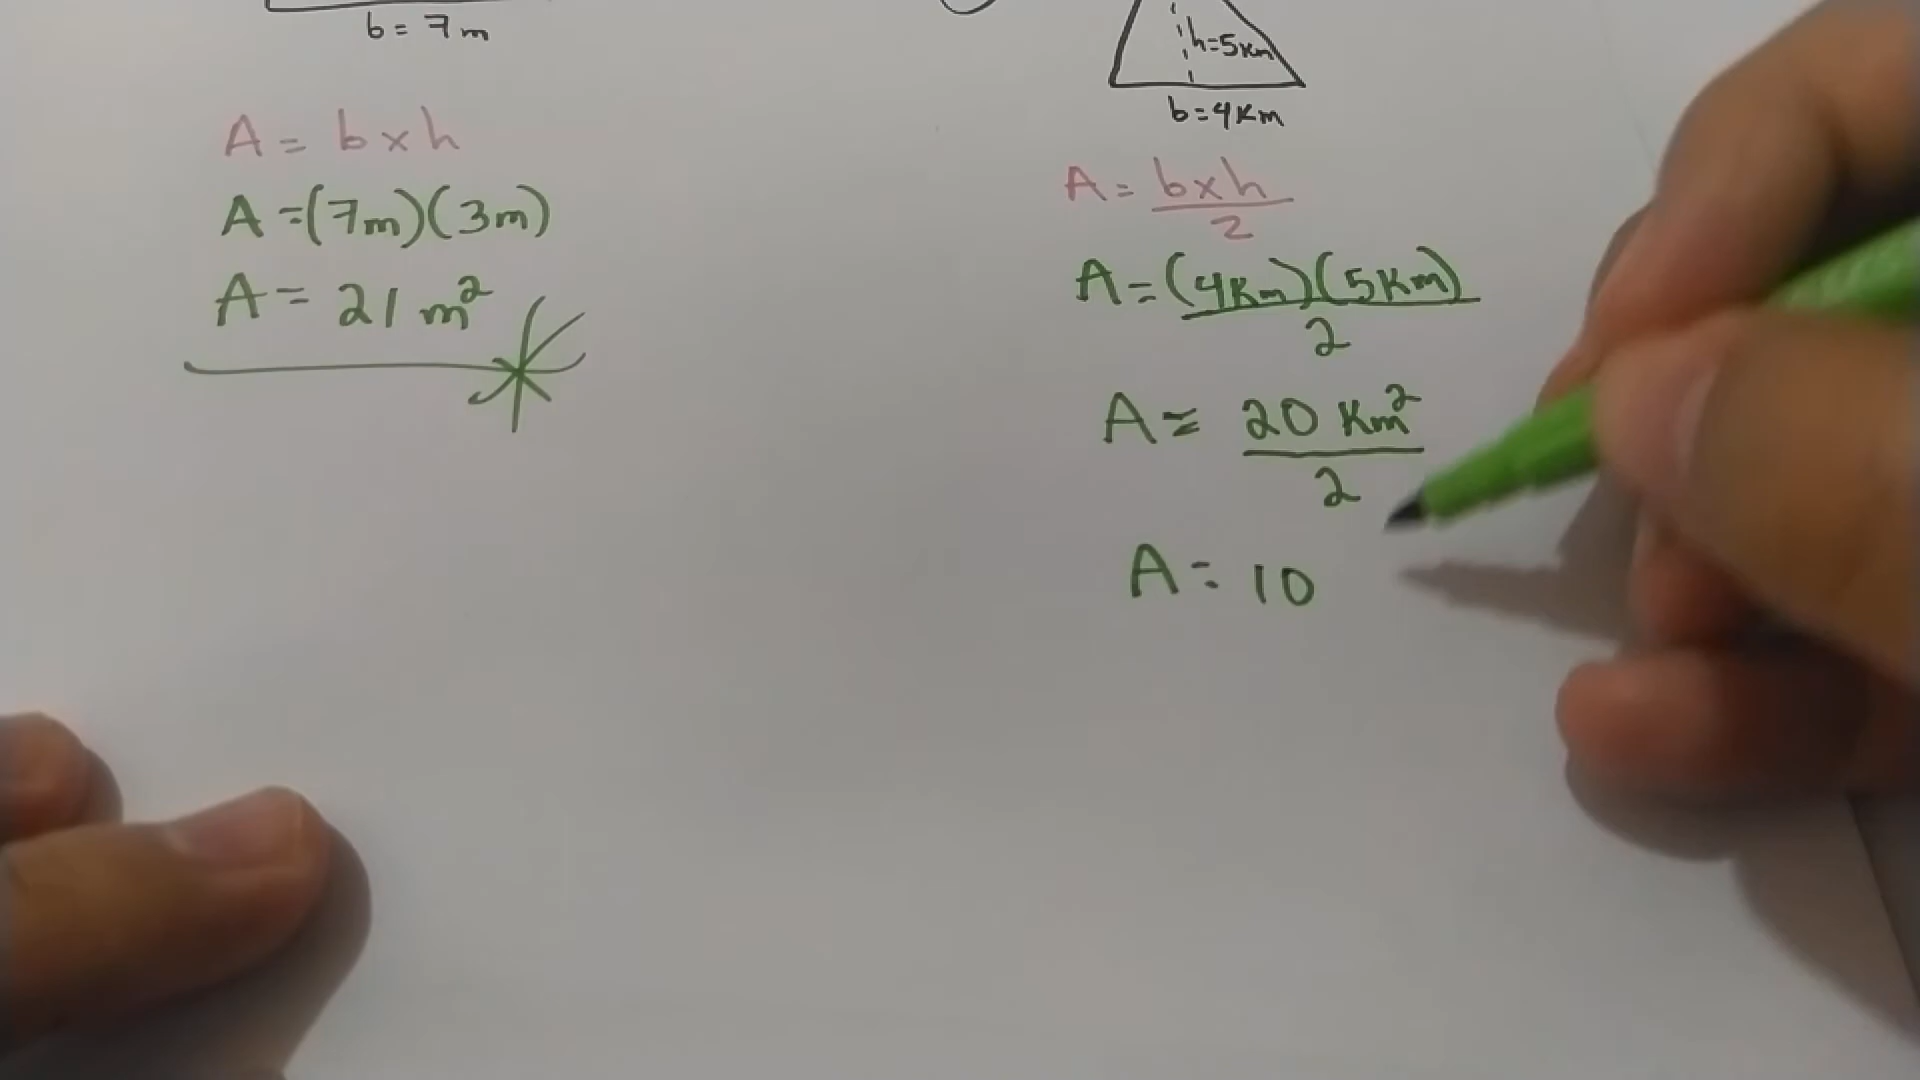 b = 7 m
A = b x h
A = (7m)(3m)
A = 21 m²
h=5Km
b=4Km
A = b x h
2
A = (4Km)(5Km)
2
A = 20 Km²
2
A = 10